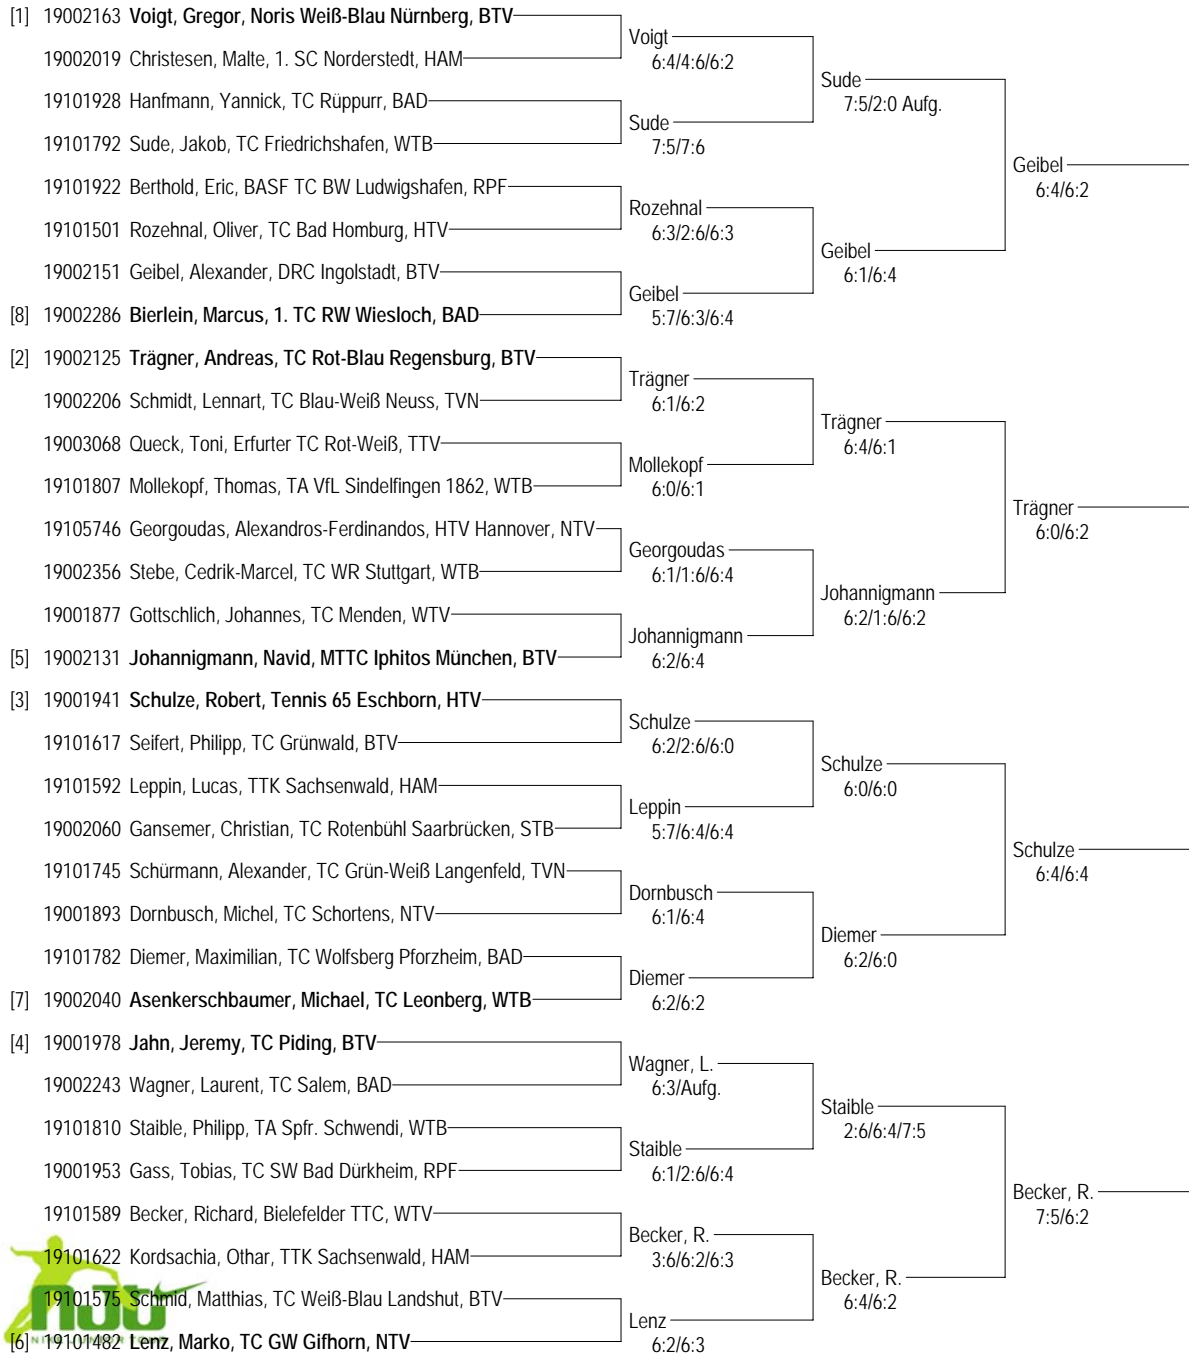 [1] 19002163 Voigt, Gregor, Noris Weiß-Blau Nürnberg, BTV
Voigt
6:4/4:6/6:2
19002019 Christesen, Malte, 1. SC Norderstedt, HAM
Sude
7:5/2:0 Aufg.
19101928 Hanfmann, Yannick, TC Rüppurr, BAD
Sude
7:5/7:6
19101792 Sude, Jakob, TC Friedrichshafen, WTB
Geibel
6:4/6:2
19101922 Berthold, Eric, BASF TC BW Ludwigshafen, RPF
Rozehnal
6:3/2:6/6:3
19101501 Rozehnal, Oliver, TC Bad Homburg, HTV
Geibel
6:1/6:4
19002151 Geibel, Alexander, DRC Ingolstadt, BTV
Geibel
5:7/6:3/6:4
[8] 19002286 Bierlein, Marcus, 1. TC RW Wiesloch, BAD
[2] 19002125 Trägner, Andreas, TC Rot-Blau Regensburg, BTV
Trägner
6:1/6:2
19002206 Schmidt, Lennart, TC Blau-Weiß Neuss, TVN
Trägner
6:4/6:1
19003068 Queck, Toni, Erfurter TC Rot-Weiß, TTV
Mollekopf
6:0/6:1
19101807 Mollekopf, Thomas, TA VfL Sindelfingen 1862, WTB
Trägner
6:0/6:2
19105746 Georgoudas, Alexandros-Ferdinandos, HTV Hannover, NTV
Georgoudas
6:1/1:6/6:4
19002356 Stebe, Cedrik-Marcel, TC WR Stuttgart, WTB
Johannigmann
6:2/1:6/6:2
19001877 Gottschlich, Johannes, TC Menden, WTV
Johannigmann
6:2/6:4
[5] 19002131 Johannigmann, Navid, MTTC Iphitos München, BTV
[3] 19001941 Schulze, Robert, Tennis 65 Eschborn, HTV
Schulze
6:2/2:6/6:0
19101617 Seifert, Philipp, TC Grünwald, BTV
Schulze
6:0/6:0
19101592 Leppin, Lucas, TTK Sachsenwald, HAM
Leppin
5:7/6:4/6:4
19002060 Gansemer, Christian, TC Rotenbühl Saarbrücken, STB
Schulze
6:4/6:4
19101745 Schürmann, Alexander, TC Grün-Weiß Langenfeld, TVN
Dornbusch
6:1/6:4
19001893 Dornbusch, Michel, TC Schortens, NTV
Diemer
6:2/6:0
19101782 Diemer, Maximilian, TC Wolfsberg Pforzheim, BAD
Diemer
6:2/6:2
[7] 19002040 Asenkerschbaumer, Michael, TC Leonberg, WTB
[4] 19001978 Jahn, Jeremy, TC Piding, BTV
Wagner, L.
6:3/Aufg.
19002243 Wagner, Laurent, TC Salem, BAD
Staible
2:6/6:4/7:5
19101810 Staible, Philipp, TA Spfr. Schwendi, WTB
Staible
6:1/2:6/6:4
19001953 Gass, Tobias, TC SW Bad Dürkheim, RPF
Becker, R.
7:5/6:2
19101589 Becker, Richard, Bielefelder TTC, WTV
Becker, R.
3:6/6:2/6:3
19101622 Kordsachia, Othar, TTK Sachsenwald, HAM
Becker, R.
6:4/6:2
19101575 Schmid, Matthias, TC Weiß-Blau Landshut, BTV
Lenz
6:2/6:3
[6] 19101482 Lenz, Marko, TC GW Gifhorn, NTV